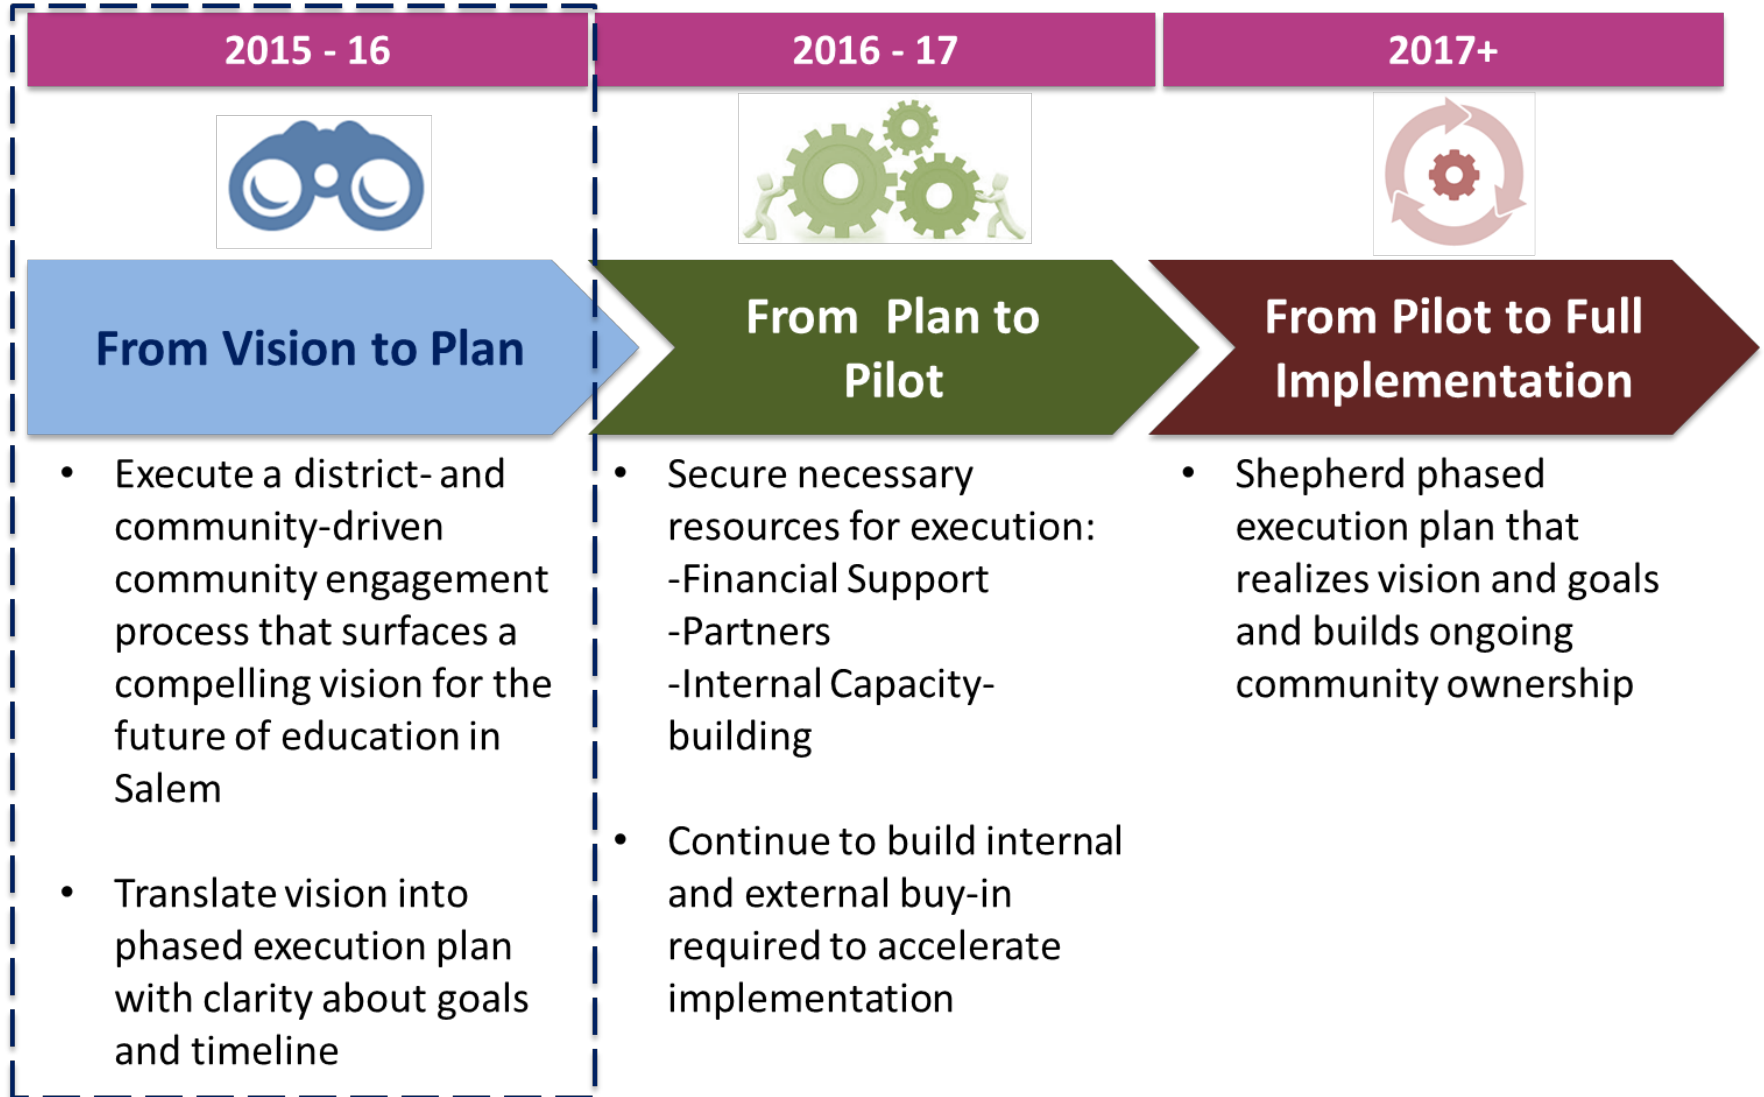 2015 - 16
2016 - 17
2017+
From Vision to Plan
From Plan to
Pilot
From Pilot to Full
Implementation
• Execute a district- and
community-driven
community engagement
process that surfaces a
compelling vision for the
future of education in
Salem
• Translate vision into
phased execution plan
with clarity about goals
and timeline
• Secure necessary
resources for execution:
-Financial Support
-Partners
-Internal Capacity-
building
• Continue to build internal
and external buy-in
required to accelerate
implementation
• Shepherd phased
execution plan that
realizes vision and goals
and builds ongoing
community ownership